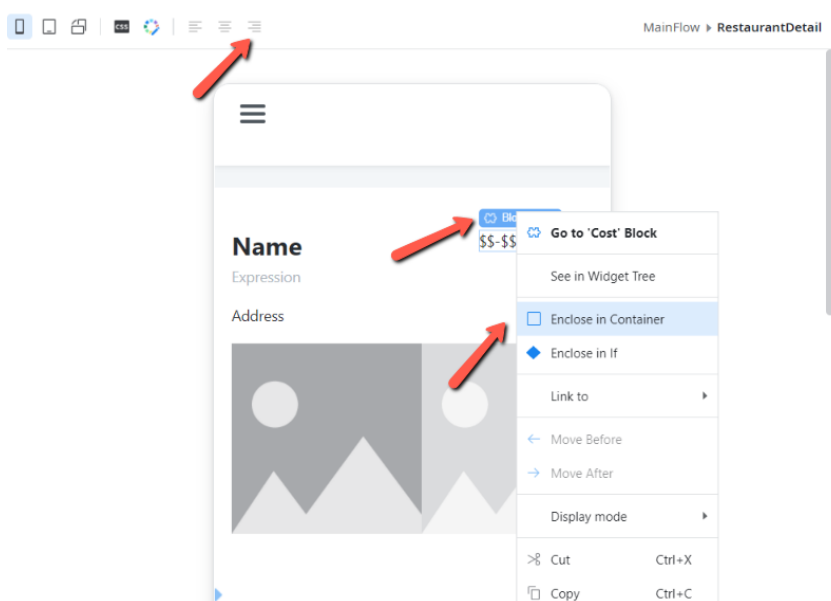 CSS
MainFlow RestaurantDetail
Name
Expression
Address
$$-$$
Go to 'Cost' Block
See in Widget Tree
Enclose in Container
Enclose in If
Link to
Move Before
Move After
Display mode
Cut Ctrl+X
Copy Ctrl+C